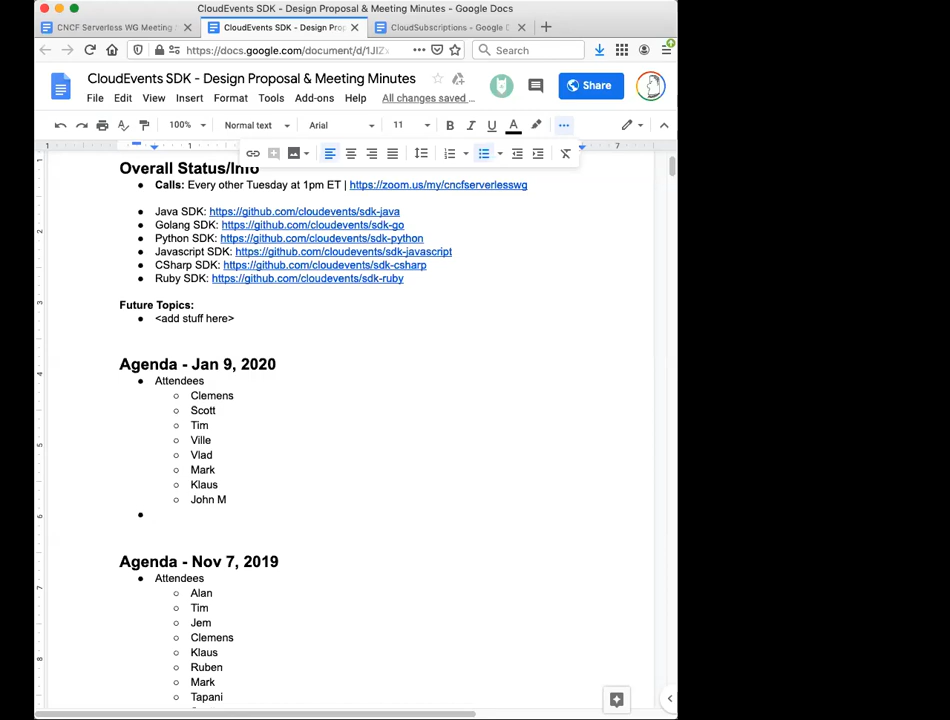 CloudEvents SDK - Design Proposal & Meeting Minutes - Google Docs
CNCF Serverless WG Meeting
CloudEvents SDK - Design Prop
CloudSubscriptions - Google D
https://docs.google.com/document/d/1JIZ
Search
CloudEvents SDK - Design Proposal & Meeting Minutes
File Edit View Insert Format Tools Add-ons Help All changes saved ...
Share
100% Normal text Arial 11 B I U A
1 1 7
Overall Status/Info
Calls: Every other Tuesday at 1pm ET | https://zoom.us/my/cncfserverlesswg
Java SDK: https://github.com/cloudevents/sdk-java
Golang SDK: https://github.com/cloudevents/sdk-go
Python SDK: https://github.com/cloudevents/sdk-python
Javascript SDK: https://github.com/cloudevents/sdk-javascript
CSharp SDK: https://github.com/cloudevents/sdk-csharp
Ruby SDK: https://github.com/cloudevents/sdk-ruby
Future Topics:
<add stuff here>
Agenda - Jan 9, 2020
Attendees
Clemens
Scott
Tim
Ville
Vlad
Mark
Klaus
John M
Agenda - Nov 7, 2019
Attendees
Alan
Tim
Jem
Clemens
Klaus
Ruben
Mark
Tapani